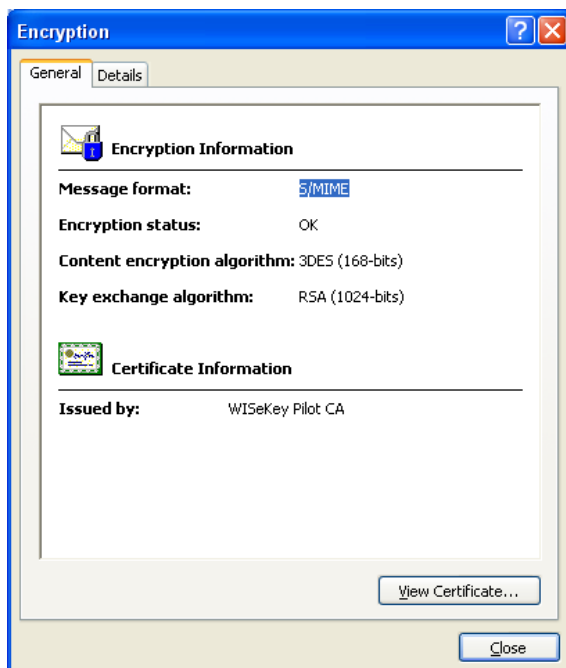 Encryption
General Details
Encryption Information
Message format: S/MIME
Encryption status: OK
Content encryption algorithm: 3DES (168-bits)
Key exchange algorithm: RSA (1024-bits)
Certificate Information
Issued by: WISeKey Pilot CA
View Certificate...
Close